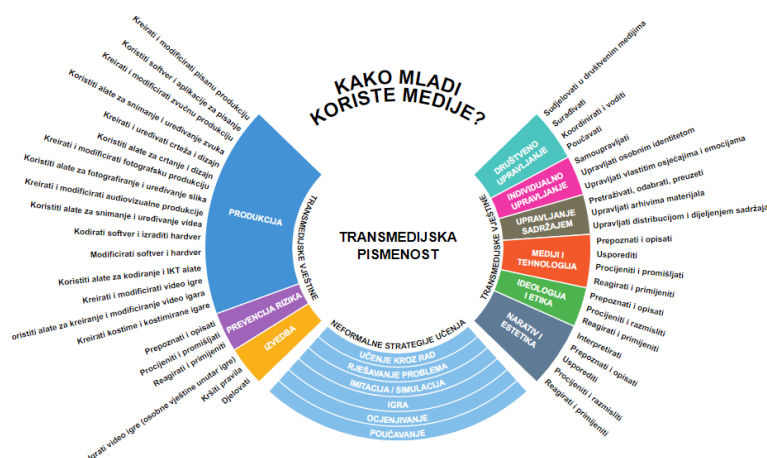 KAKO MLADI
KORISTE MEDIJE?
TRANSMEDIJSKA
PISMENOST
TRANSMEDIJSKE VJEŠTINE
PRODUKCIJA
Kreirati i modificirati pisanu produkciju
Koristiti softver i aplikacije za pisanje
Kreirati i modificirati zvučnu produkciju
Koristiti alate za snimanje i uređivanje zvuka
Kreirati i uređivati crteža i dizajn
Koristiti alate za crtanje i dizajn
Kreirati i modificirati fotografsku produkciju
Koristiti alate za fotografiranje i uređivanje slika
Kreirati i modificirati audiovizualne produkcije
Koristiti alate za snimanje i uređivanje videa
Kodirati softver i izraditi hardver
Modificirati softver i hardver
Koristiti alate za kodiranje i IKT alate
Kreirati i modificirati video igre
oristiti alate za kreiranje i modificiranje video igara
Kreirati kostime i kostimirane igare
PREVENCIJA RIZIKA
Prepoznati i opisati
Procijeniti i promišljati
Reagirati i primijeniti
IZVEDBA
Igrati video igre (osobne vještine unitar igre)
Kršiti pravila
Djelovati
TRANSMEDIJSKE VJEŠTINE
DRUŠTVENO
UPRAVLJANJE
Sudjelovati u društvenim medijima
Surađivati
Koordinirati i voditi
Poučavati
INDIVIDUALNO
UPRAVLJANJE
Samoupravljati
Upravljati osobnim identitetom
Upravljati vlastitim osjećajima i emocijama
UPRAVLJANJE
SADRŽAJEM
Pretraživati, odabrati, preuzeti
Upravljati arhivima materijala
Upravljati distribucijom i dijeljenjem sadržaja
MEDIJI I
TEHNOLOGIJA
Prepoznati i opisati
Usporediti
Procijeniti i promišljati
Reagirati i primijeniti
IDEOLOGIJA
I ETIKA
Prepoznati i opisati
Procijeniti i razmisliti
Reagirati i primijeniti
NARATIV I
ESTETIKA
Interpretirati
Prepoznati i opisati
Usporediti
Procijeniti i razmisliti
Reagirati i primijeniti
NEFORMALNE STRATEGIJE UČENJA
UČENJE KROZ RAD
RJEŠAVANJE PROBLEMA
IMITACIJA / SIMULACIJA
IGRA
OCJENJIVANJE
POUČAVANJE